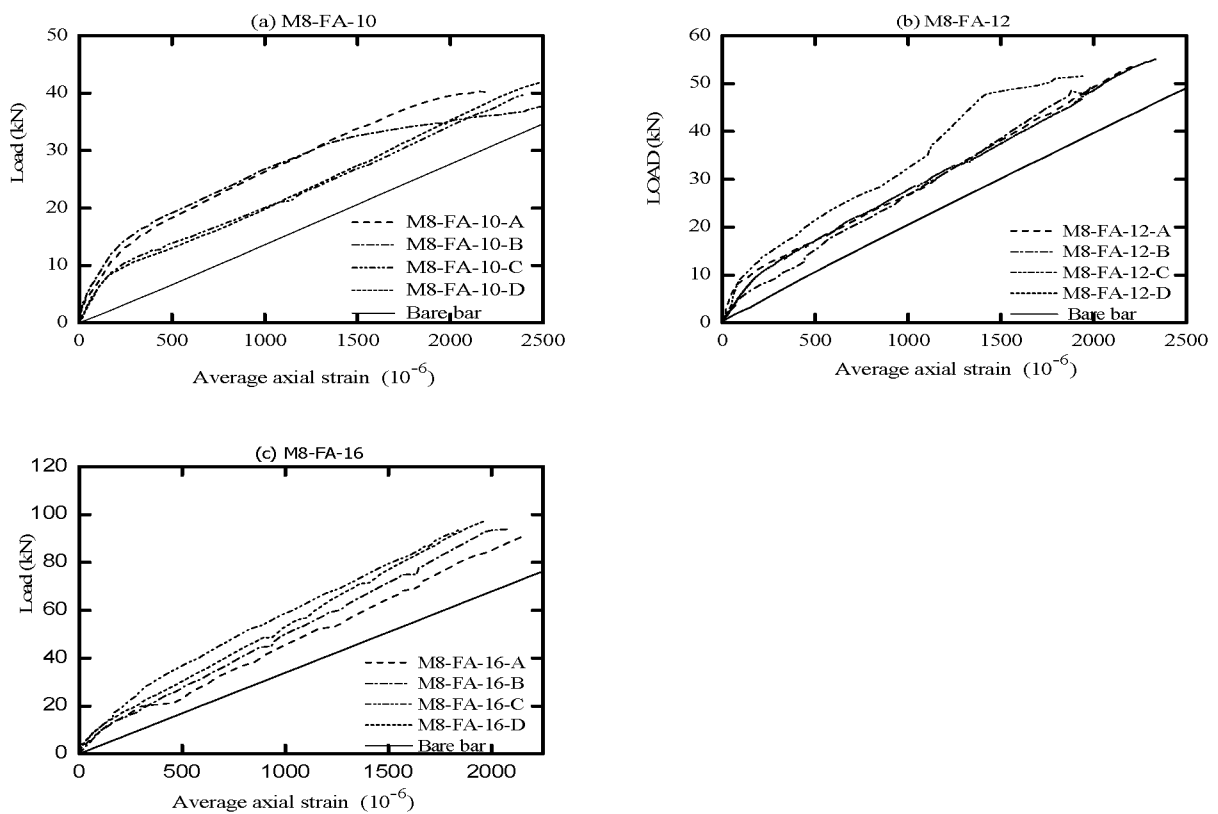 (a) M8-FA-10
50
40
30
20
10
0
Load (kN)
M8-FA-10-A
M8-FA-10-B
M8-FA-10-C
M8-FA-10-D
Bare bar
0 500 1000 1500 2000 2500
Average axial strain (10⁻⁶)
(b) M8-FA-12
60
50
40
30
20
10
0
LOAD (kN)
M8-FA-12-A
M8-FA-12-B
M8-FA-12-C
M8-FA-12-D
Bare bar
0 500 1000 1500 2000 2500
Average axial strain (10⁻⁶)
(c) M8-FA-16
120
100
80
60
40
20
0
Load (kN)
M8-FA-16-A
M8-FA-16-B
M8-FA-16-C
M8-FA-16-D
Bare bar
0 500 1000 1500 2000
Average axial strain (10⁻⁶)